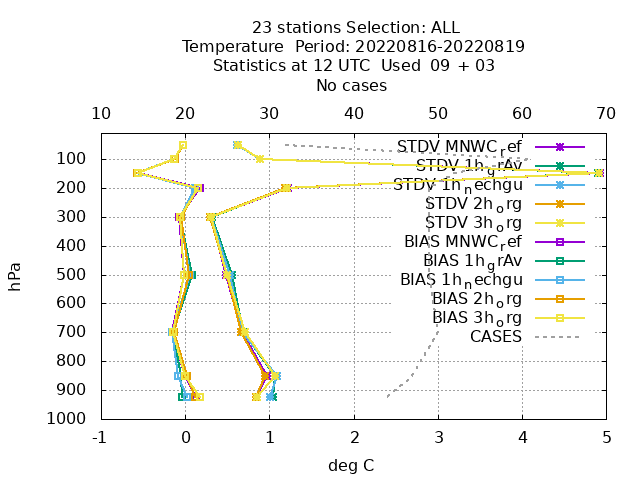 23 stations Selection: ALL
Temperature  Period: 20220816-20220819
Statistics at 12 UTC  Used  09 + 03
No cases
10 20 30 40 50 60 70
STDV MNWC_ref
STDV 1h_grAv
STDV 1h_nechgu
STDV 2h_org
STDV 3h_org
BIAS MNWC_ref
BIAS 1h_grAv
BIAS 1h_nechgu
BIAS 2h_org
BIAS 3h_org
CASES
100
200
300
400
500
600
700
800
900
1000
hPa
-1 0 1 2 3 4 5
deg C